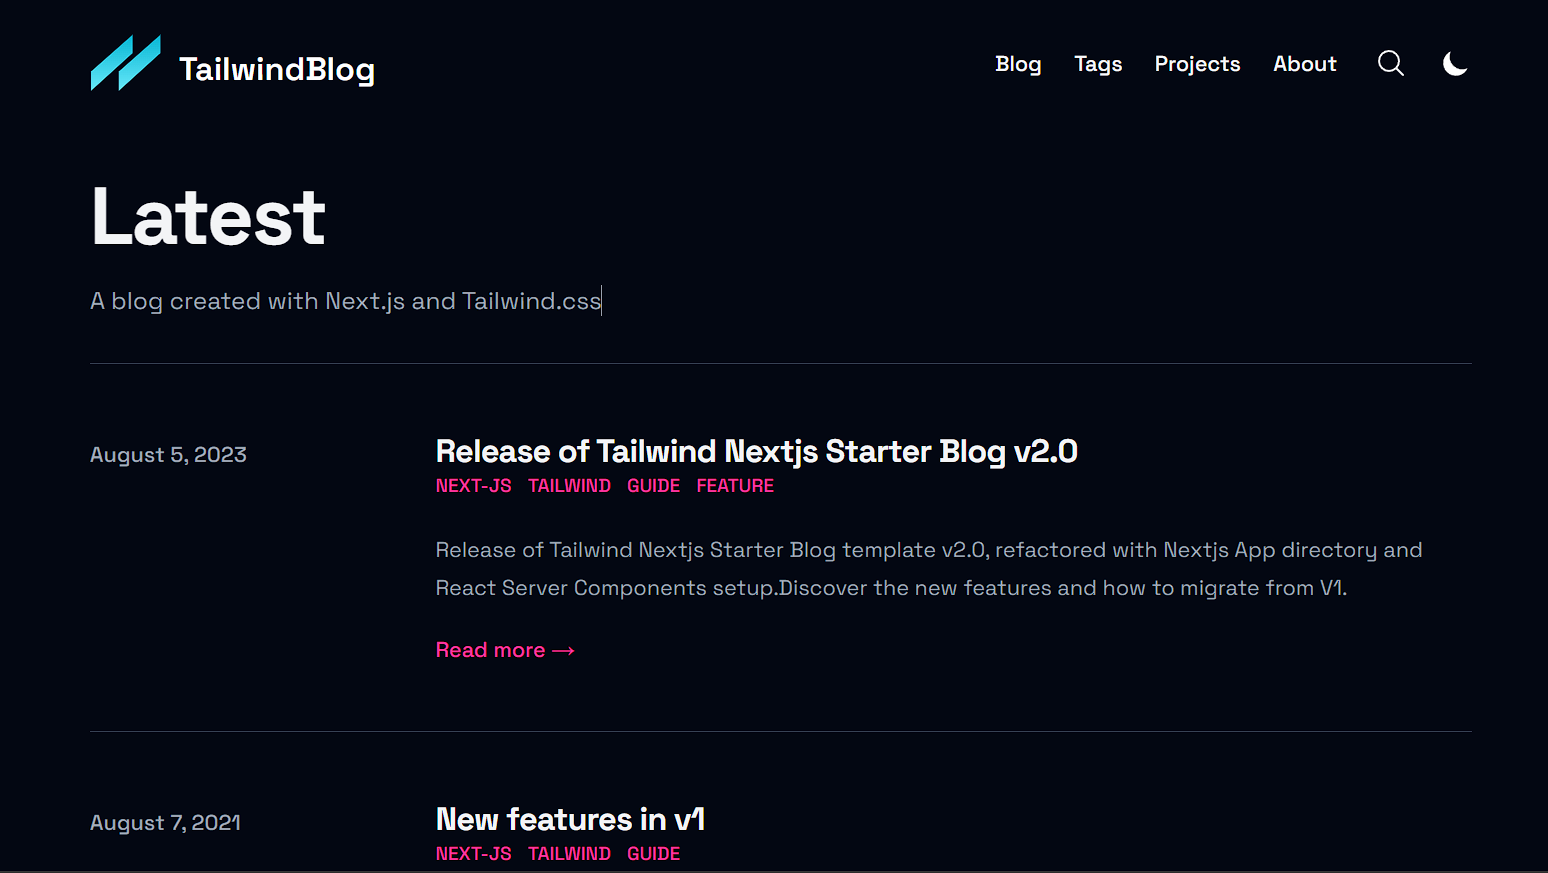 TailwindBlog
Blog Tags Projects About
Latest
A blog created with Next.js and Tailwind.css
August 5, 2023
Release of Tailwind Nextjs Starter Blog v2.0
NEXT-JS TAILWIND GUIDE FEATURE
Release of Tailwind Nextjs Starter Blog template v2.0, refactored with Nextjs App directory and
React Server Components setup.Discover the new features and how to migrate from V1.
Read more →
August 7, 2021
New features in v1
NEXT-JS TAILWIND GUIDE